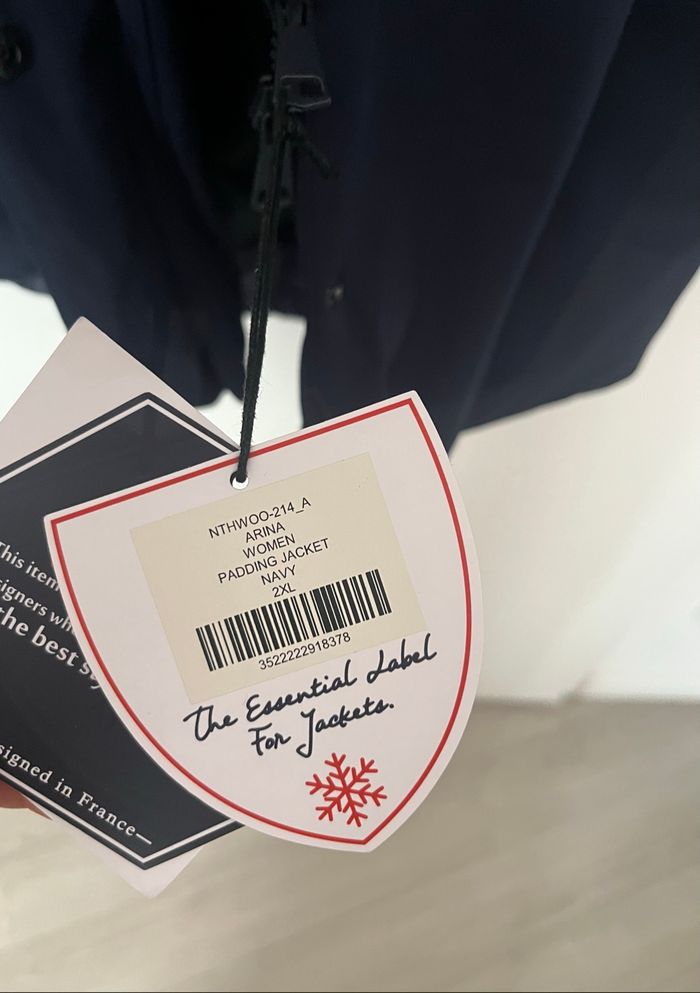 NTHWOO-214_A
ARINA
WOMEN
PADDING JACKET
NAVY
2XL
3522222918378
The Essential Label
For Jackets.
This item
the best
signed in France—